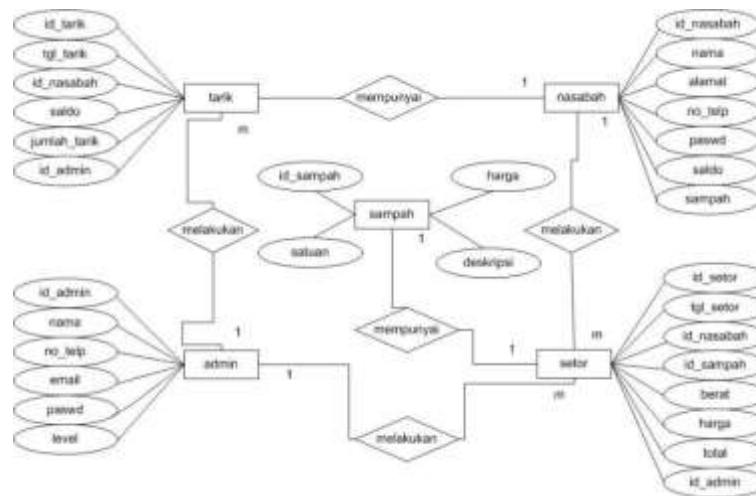 id_tarik
tgl_tarik
id_nasabah
saldo
jumlah_tarik
id_admin
tarik
m
mempunyai
1
nasabah
1
id_nasabah
nama
alamat
no_telp
paswd
saldo
sampah
id_sampah
harga
sampah
1
satuan
deskripsi
melakukan
melakukan
id_admin
nama
no_telp
email
paswd
level
1
admin
1
mempunyai
1
m
setor
m
melakukan
id_setor
tgl_setor
id_nasabah
id_sampah
berat
harga
total
id_admin